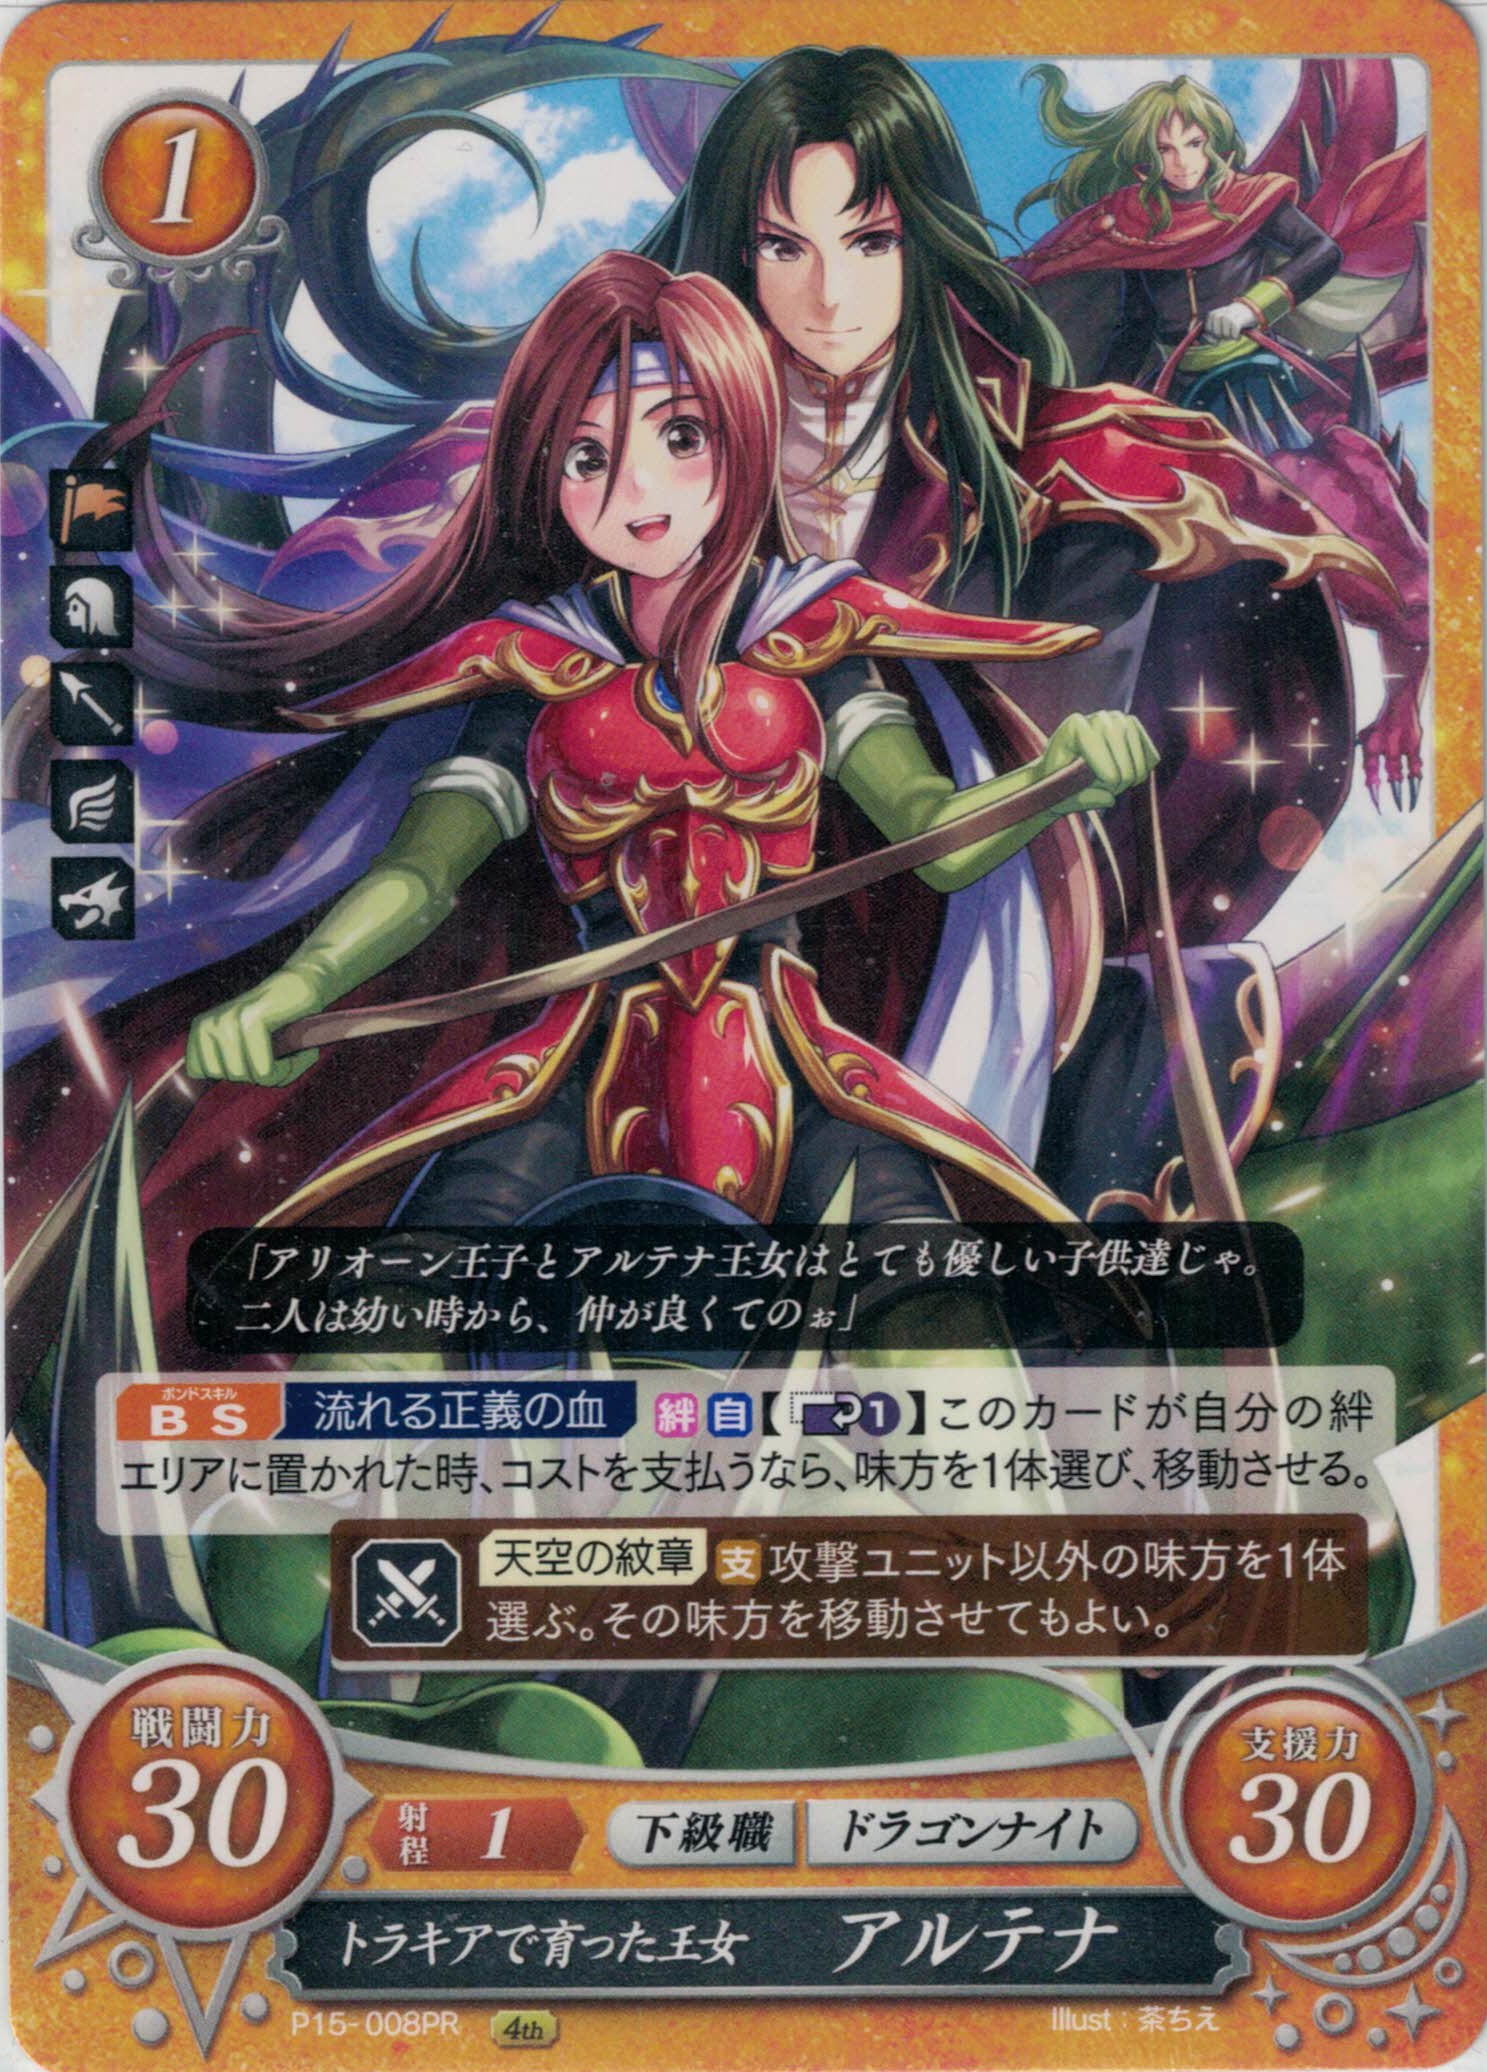 1
「アリオーン王子とアルテナ王女はとても優しい子供達じゃ。
二人は幼い時から、仲が良くてのぉ」
ボンドスキル
BS 流れる正義の血 絆 自【1】このカードが自分の絆
エリアに置かれた時、コストを支払うなら、味方を1体選び、移動させる。
天空の紋章 支 攻撃ユニット以外の味方を1体
選ぶ。その味方を移動させてもよい。
戦闘力
30
射程 1
下級職 ドラゴンナイト
支援力
30
トラキアで育った王女 アルテナ
P15-008PR 4th Illust：茶ちえ